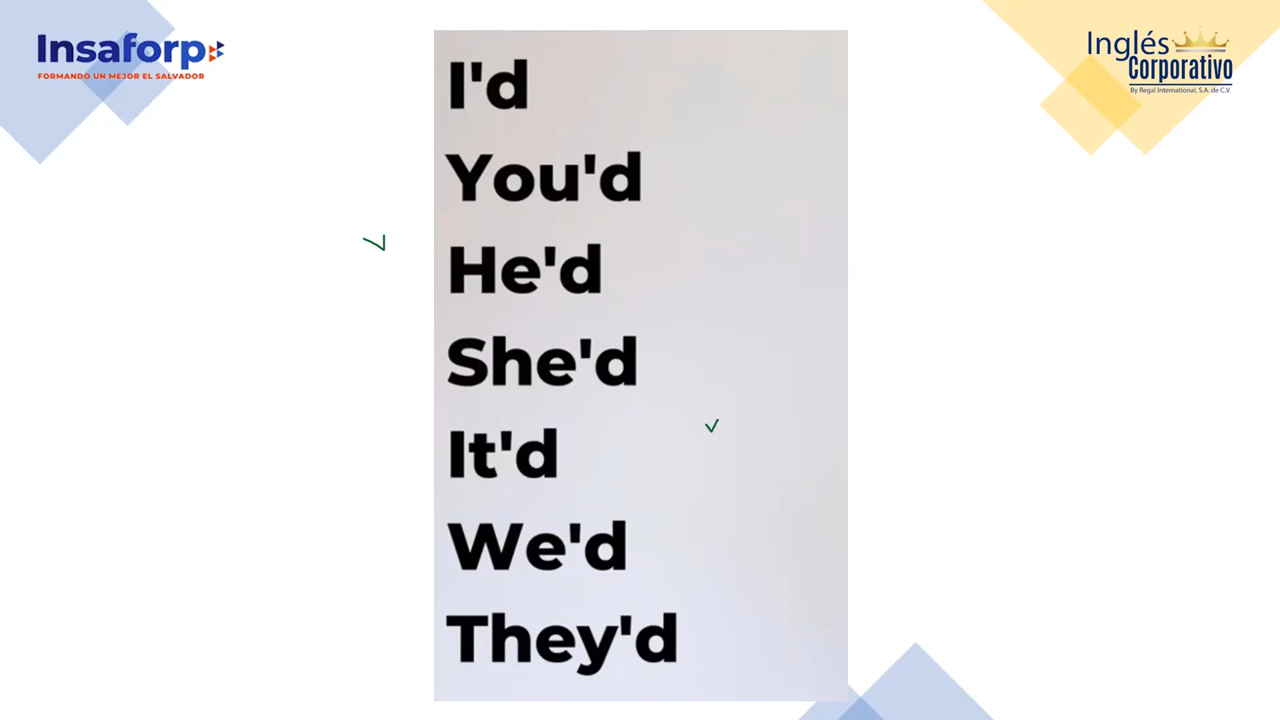 Insaforp
FORMANDO UN MEJOR EL SALVADOR
Inglés
Corporativo
By Regal International, S.A. de C.V.
I'd
You'd
He'd
She'd
It'd
We'd
They'd